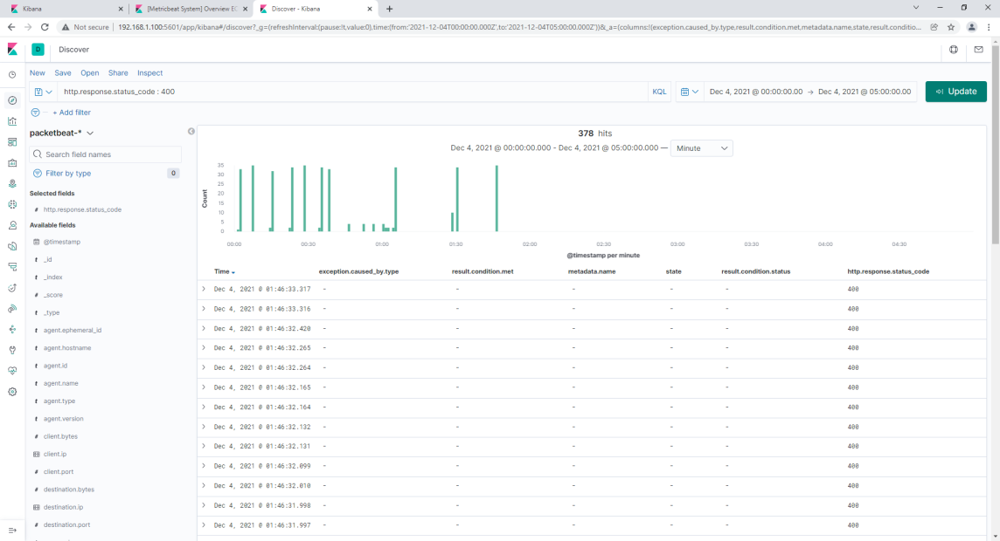 Kibana
[Metricbeat System] Overview EC
Discover - Kibana
Not secure | 192.168.1.100:5601/app/kibana#/discover?_g=(refreshInterval:(pause:!t,value:0),time:(from:'2021-12-04T00:00:00.000Z',to:'2021-12-04T05:00:00.000Z'))&_a=(columns:!(exception.caused_by.type,result.condition.met,metadata.name,state,result.conditio...
D Discover
New Save Open Share Inspect
http.response.status_code : 400 KQL Dec 4, 2021 @ 00:00:00.00 → Dec 4, 2021 @ 05:00:00.00 Update
+ Add filter
packetbeat-*
Search field names
Filter by type 0
Selected fields
# http.response.status_code
Available fields
@timestamp
t _id
t _index
# _score
t _type
t agent.ephemeral_id
t agent.hostname
t agent.id
t agent.name
t agent.type
t agent.version
# client.bytes
client.ip
# client.port
# destination.bytes
destination.ip
# destination.port
378 hits
Dec 4, 2021 @ 00:00:00.000 - Dec 4, 2021 @ 05:00:00.000 — Minute
Count
35
30
25
20
15
10
5
0
00:00 00:30 01:00 01:30 02:00 02:30 03:00 03:30 04:00 04:30
@timestamp per minute
Time exception.caused_by.type result.condition.met metadata.name state result.condition.status http.response.status_code
Dec 4, 2021 @ 01:46:33.317 - - - - - 400
Dec 4, 2021 @ 01:46:33.316 - - - - - 400
Dec 4, 2021 @ 01:46:32.420 - - - - - 400
Dec 4, 2021 @ 01:46:32.265 - - - - - 400
Dec 4, 2021 @ 01:46:32.264 - - - - - 400
Dec 4, 2021 @ 01:46:32.165 - - - - - 400
Dec 4, 2021 @ 01:46:32.164 - - - - - 400
Dec 4, 2021 @ 01:46:32.132 - - - - - 400
Dec 4, 2021 @ 01:46:32.131 - - - - - 400
Dec 4, 2021 @ 01:46:32.099 - - - - - 400
Dec 4, 2021 @ 01:46:32.010 - - - - - 400
Dec 4, 2021 @ 01:46:31.998 - - - - - 400
Dec 4, 2021 @ 01:46:31.997 - - - - - 400